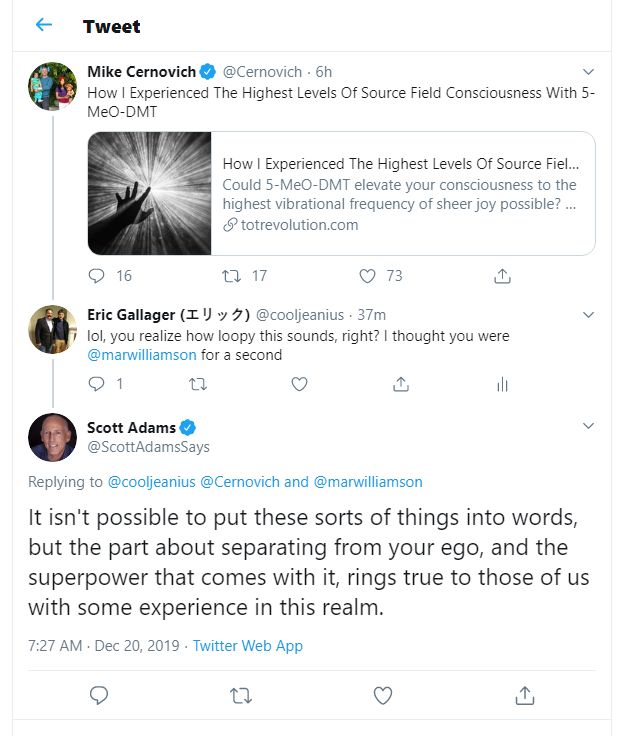 Tweet
Mike Cernovich @Cernovich · 6h
How I Experienced The Highest Levels Of Source Field Consciousness With 5-
MeO-DMT
How I Experienced The Highest Levels Of Source Fiel...
Could 5-MeO-DMT elevate your consciousness to the
highest vibrational frequency of sheer joy possible? ...
totrevolution.com
16 17 73
Eric Gallager (エリック) @cooljeanius · 37m
lol, you realize how loopy this sounds, right? I thought you were
@marwilliamson for a second
1
Scott Adams
@ScottAdamsSays
Replying to @cooljeanius @Cernovich and @marwilliamson
It isn't possible to put these sorts of things into words,
but the part about separating from your ego, and the
superpower that comes with it, rings true to those of us
with some experience in this realm.
7:27 AM · Dec 20, 2019 · Twitter Web App